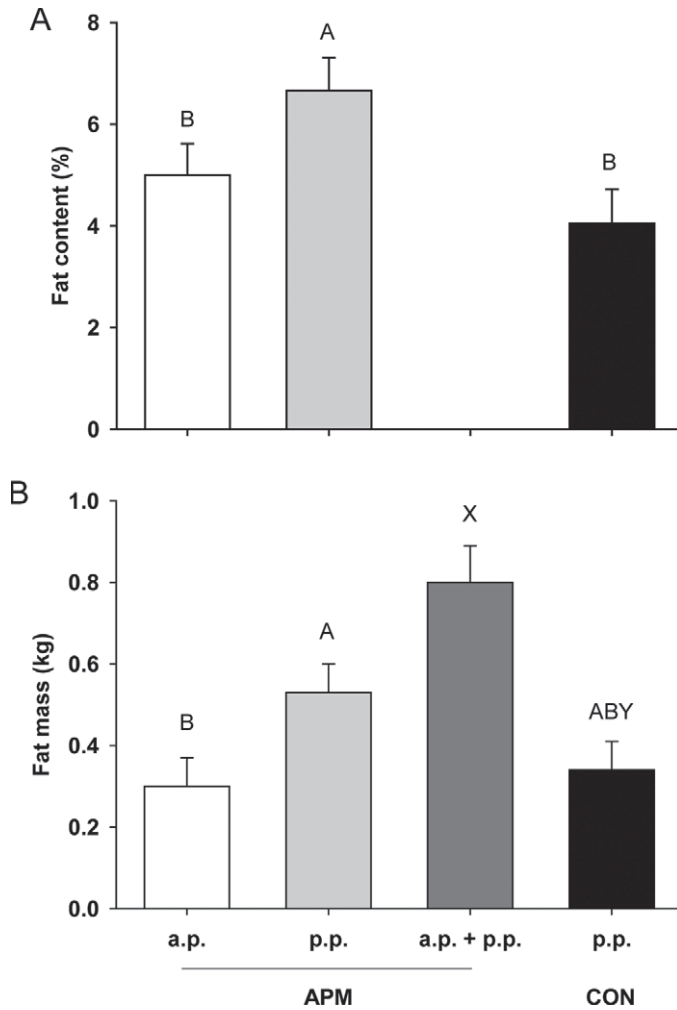 A
Fat content (%)
8
6
4
2
0
B
A
B
B
Fat mass (kg)
1.0
0.8
0.6
0.4
0.2
0.0
B
A
X
ABY
a.p. p.p. a.p. + p.p. p.p.
APM CON